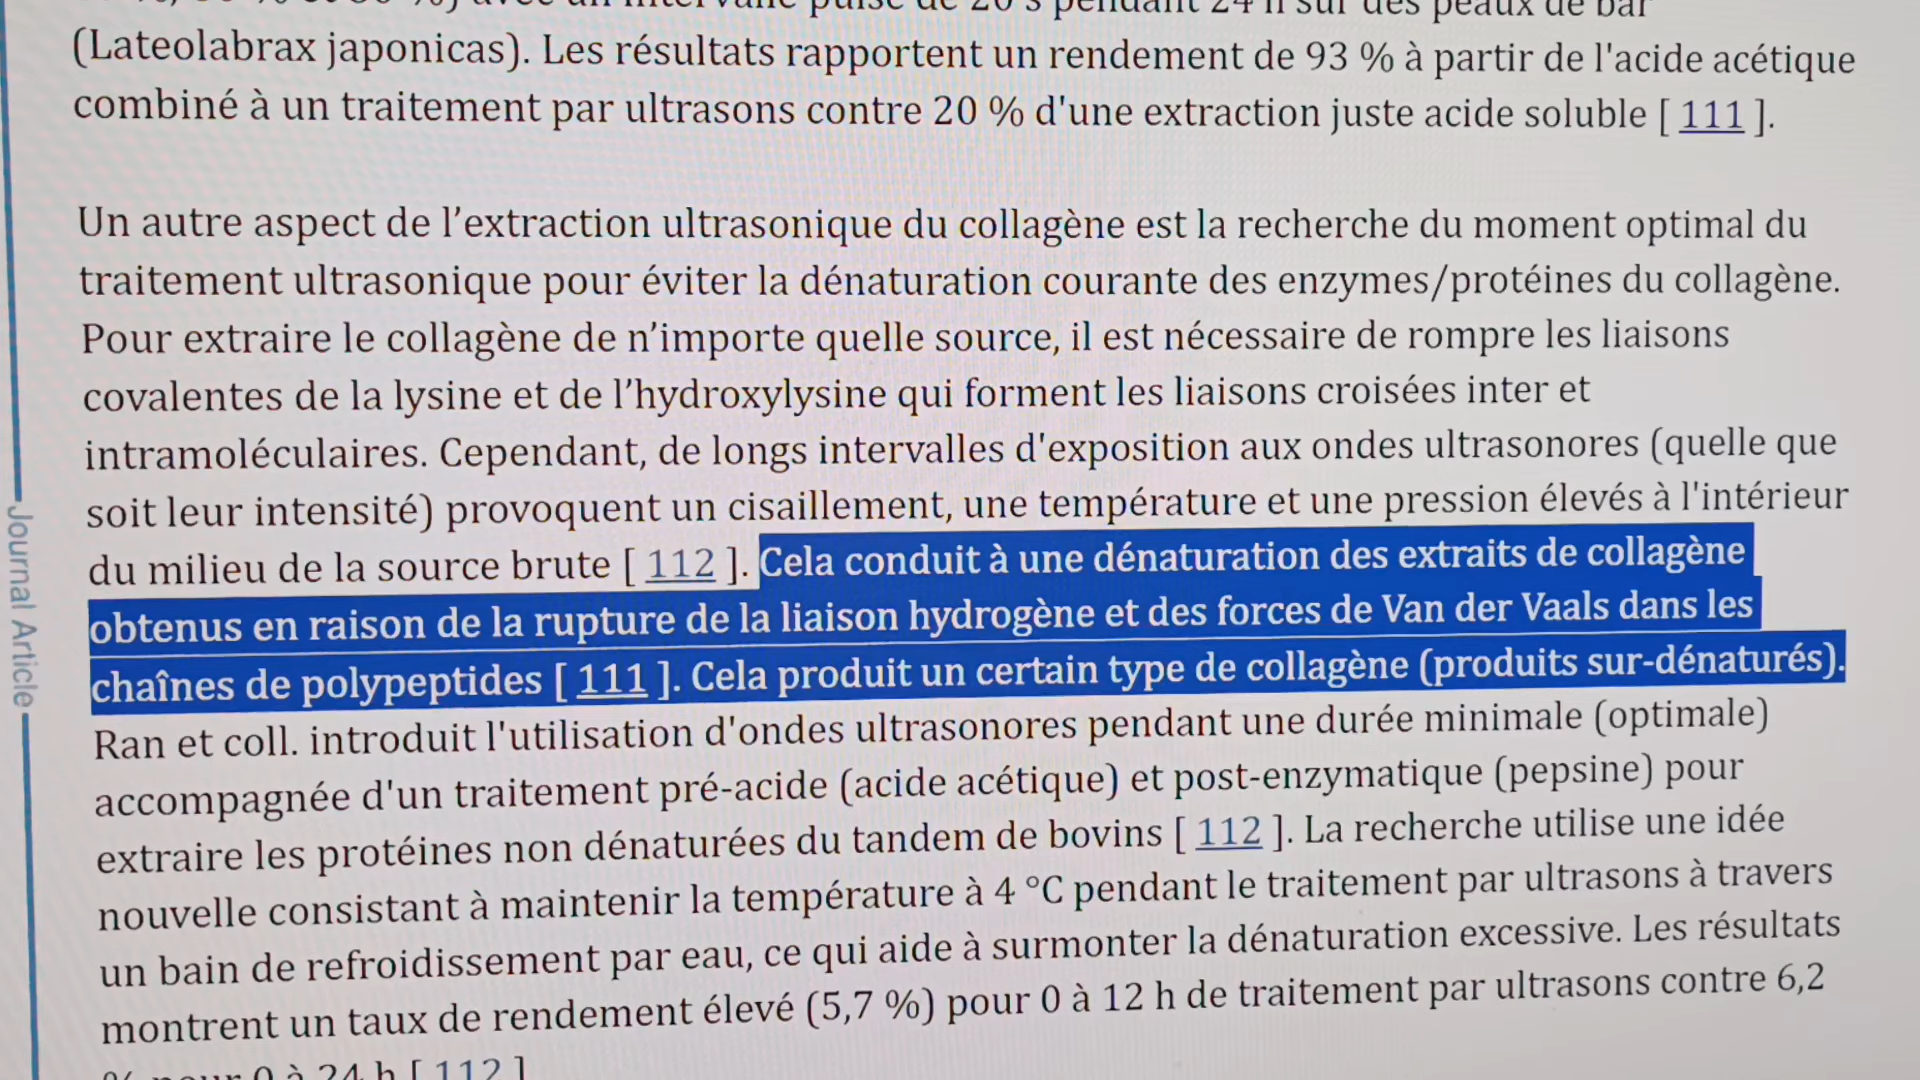 (Lateolabrax japonicas). Les résultats rapportent un rendement de 93 % à partir de l'acide acétique
combiné à un traitement par ultrasons contre 20 % d'une extraction juste acide soluble [ 111 ].
Un autre aspect de l’extraction ultrasonique du collagène est la recherche du moment optimal du
traitement ultrasonique pour éviter la dénaturation courante des enzymes/protéines du collagène.
Pour extraire le collagène de n’importe quelle source, il est nécessaire de rompre les liaisons
covalentes de la lysine et de l’hydroxylysine qui forment les liaisons croisées inter et
intramoléculaires. Cependant, de longs intervalles d'exposition aux ondes ultrasonores (quelle que
soit leur intensité) provoquent un cisaillement, une température et une pression élevés à l'intérieur
du milieu de la source brute [ 112 ]. Cela conduit à une dénaturation des extraits de collagène
obtenus en raison de la rupture de la liaison hydrogène et des forces de Van der Vaals dans les
chaînes de polypeptides [ 111 ]. Cela produit un certain type de collagène (produits sur-dénaturés).
Ran et coll. introduit l'utilisation d'ondes ultrasonores pendant une durée minimale (optimale)
accompagnée d'un traitement pré-acide (acide acétique) et post-enzymatique (pepsine) pour
extraire les protéines non dénaturées du tandem de bovins [ 112 ]. La recherche utilise une idée
nouvelle consistant à maintenir la température à 4 °C pendant le traitement par ultrasons à travers
un bain de refroidissement par eau, ce qui aide à surmonter la dénaturation excessive. Les résultats
montrent un taux de rendement élevé (5,7 %) pour 0 à 12 h de traitement par ultrasons contre 6,2
% pour 0 à 24 h [ 112 ]
Journal Article